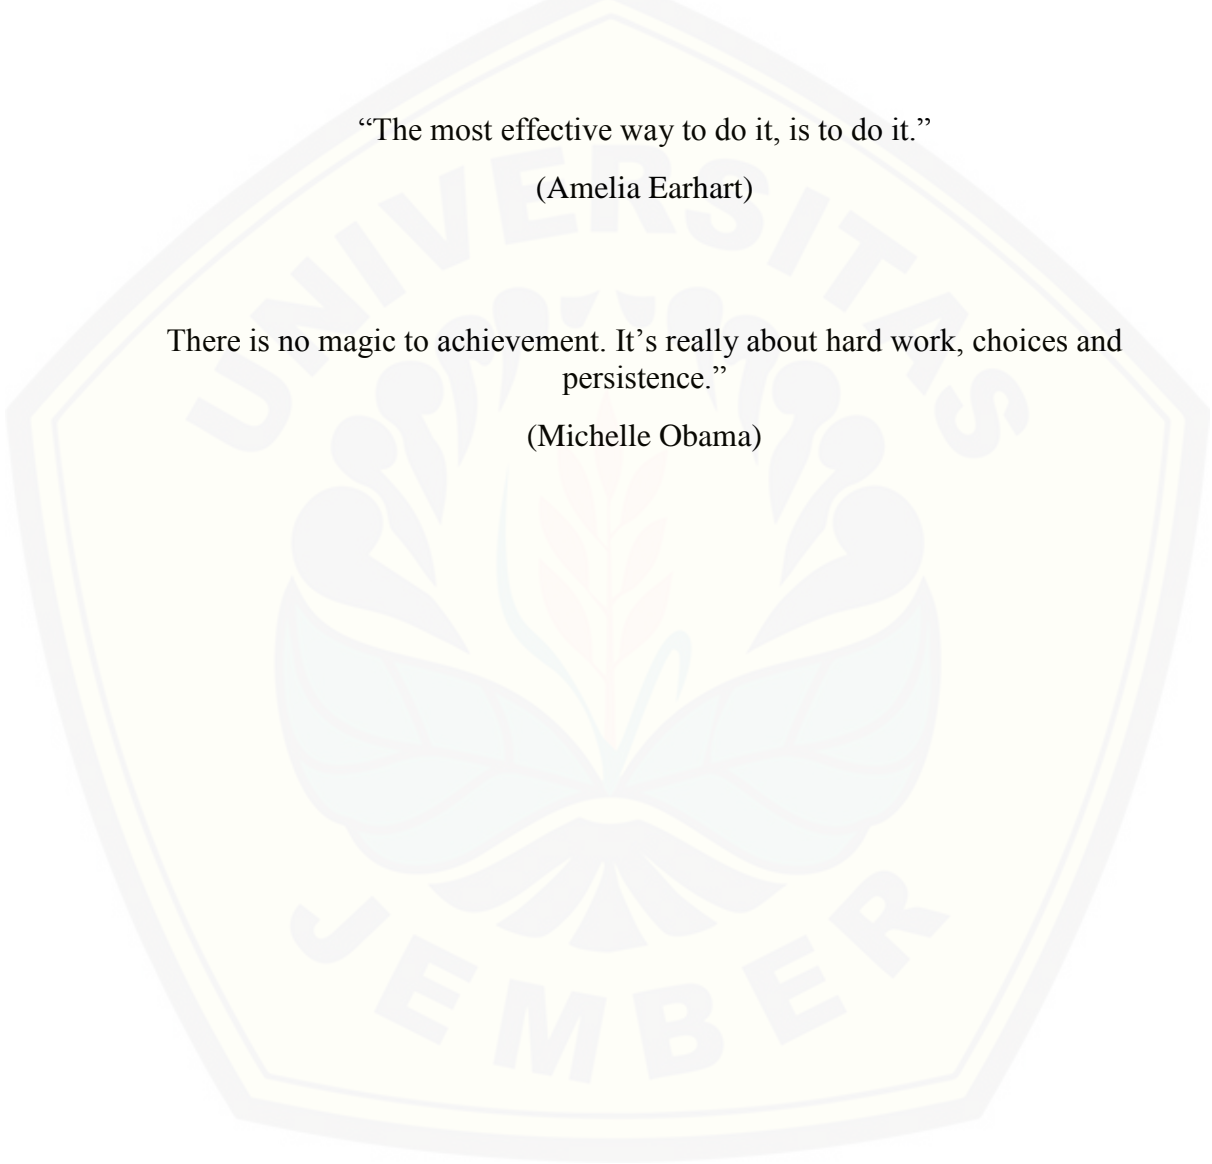 “The most effective way to do it, is to do it.”
(Amelia Earhart)
There is no magic to achievement. It’s really about hard work, choices and
persistence.”
(Michelle Obama)
UNIVERSITAS
JEMBER